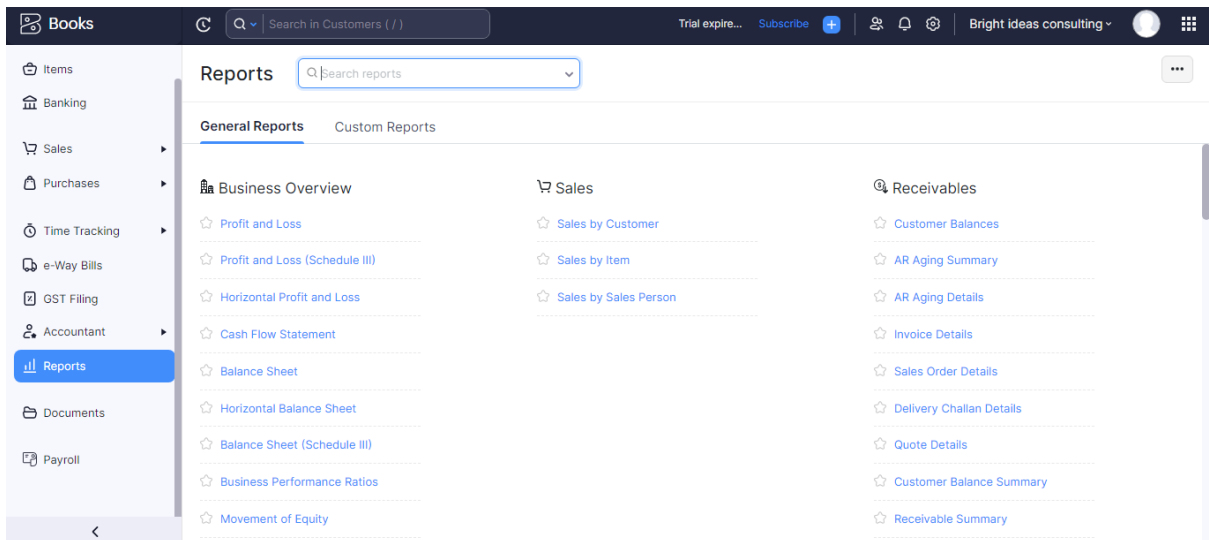 Books
Search in Customers ( / )
Trial expire... Subscribe
Bright ideas consulting
Items
Banking
Sales
Purchases
Time Tracking
e-Way Bills
GST Filing
Accountant
Reports
Documents
Payroll
Reports
Search reports
General Reports Custom Reports
Business Overview
Profit and Loss
Profit and Loss (Schedule III)
Horizontal Profit and Loss
Cash Flow Statement
Balance Sheet
Horizontal Balance Sheet
Balance Sheet (Schedule III)
Business Performance Ratios
Movement of Equity
Sales
Sales by Customer
Sales by Item
Sales by Sales Person
Receivables
Customer Balances
AR Aging Summary
AR Aging Details
Invoice Details
Sales Order Details
Delivery Challan Details
Quote Details
Customer Balance Summary
Receivable Summary